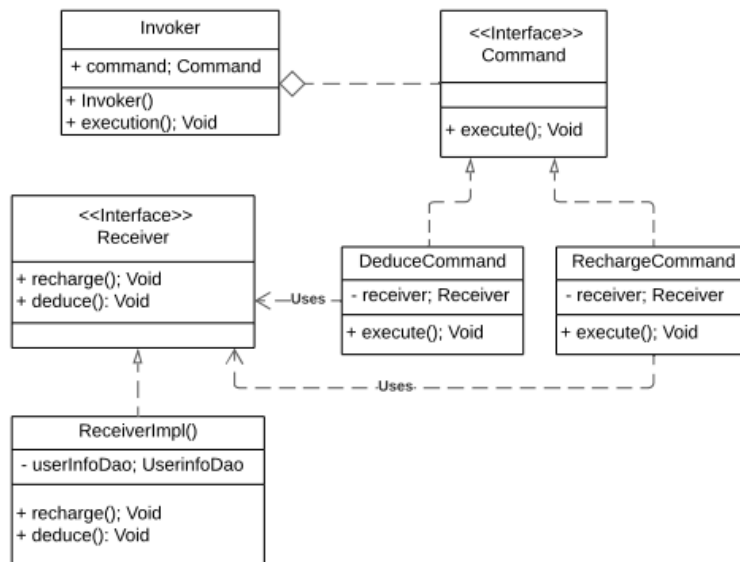 Invoker
+ command; Command
+ Invoker()
+ execution(); Void
<<Interface>>
Command
+ execute(); Void
<<Interface>>
Receiver
+ recharge(); Void
+ deduce(): Void
DeduceCommand
- receiver; Receiver
+ execute(); Void
RechargeCommand
- receiver; Receiver
+ execute(); Void
Uses
Uses
ReceiverImpl()
- userInfoDao; UserinfoDao
+ recharge(); Void
+ deduce(): Void